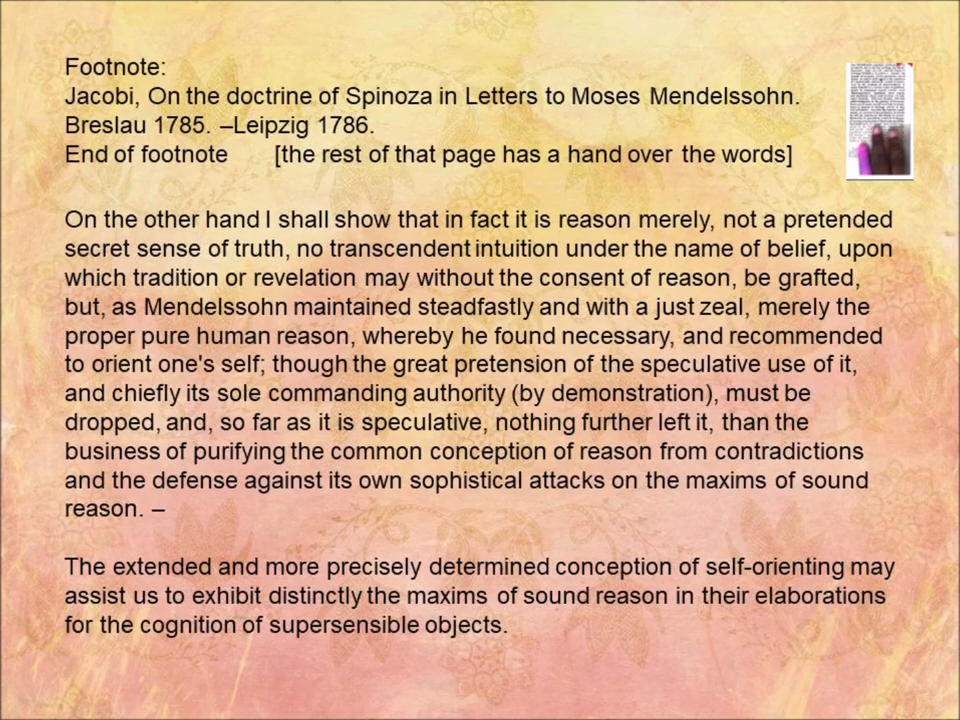 Footnote:
Jacobi, On the doctrine of Spinoza in Letters to Moses Mendelssohn.
Breslau 1785. –Leipzig 1786.
End of footnote [the rest of that page has a hand over the words]
On the other hand I shall show that in fact it is reason merely, not a pretended
secret sense of truth, no transcendent intuition under the name of belief, upon
which tradition or revelation may without the consent of reason, be grafted,
but, as Mendelssohn maintained steadfastly and with a just zeal, merely the
proper pure human reason, whereby he found necessary, and recommended
to orient one's self; though the great pretension of the speculative use of it,
and chiefly its sole commanding authority (by demonstration), must be
dropped, and, so far as it is speculative, nothing further left it, than the
business of purifying the common conception of reason from contradictions
and the defense against its own sophistical attacks on the maxims of sound
reason. –
The extended and more precisely determined conception of self-orienting may
assist us to exhibit distinctly the maxims of sound reason in their elaborations
for the cognition of supersensible objects.